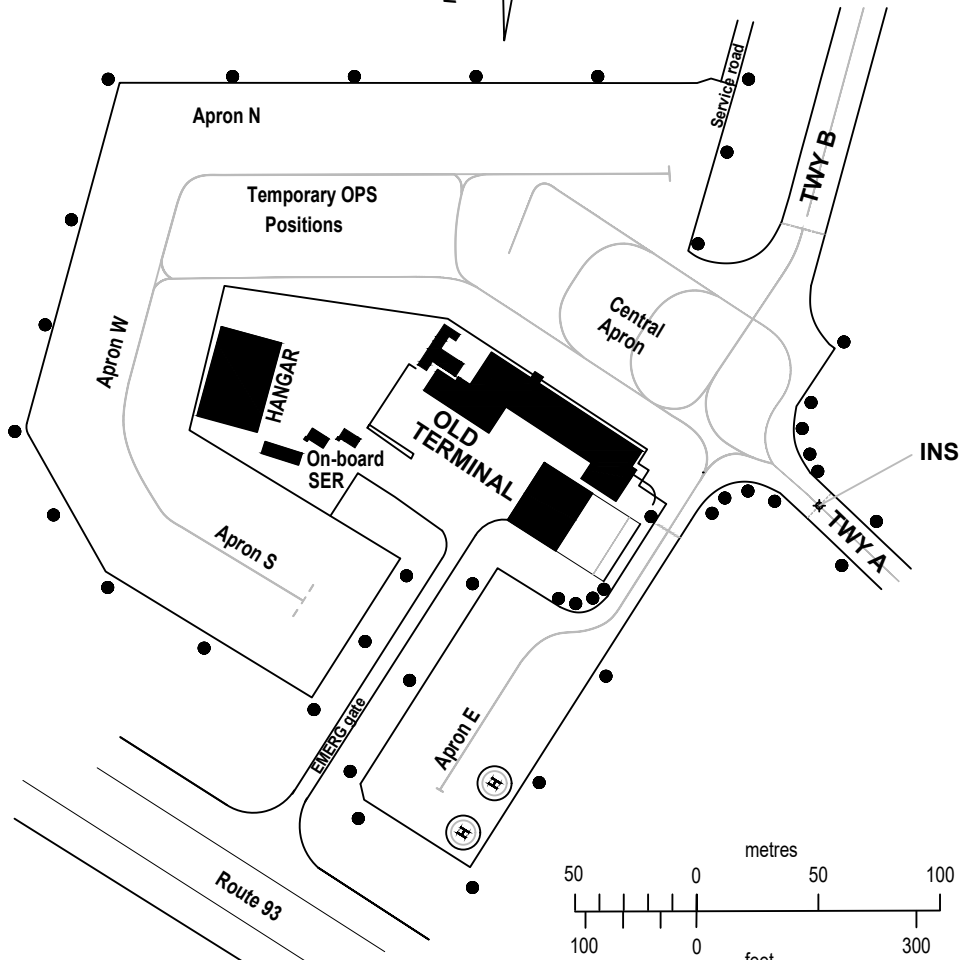 Service road
Apron N
TWY B
Temporary OPS
Positions
Central
Apron
Apron W
HANGAR
OLD
TERMINAL
On-board
SER
INS
TWY A
Apron S
EMERG gate
Apron E
H
H
Route 93
metres
50 0 50 100
100 0 300